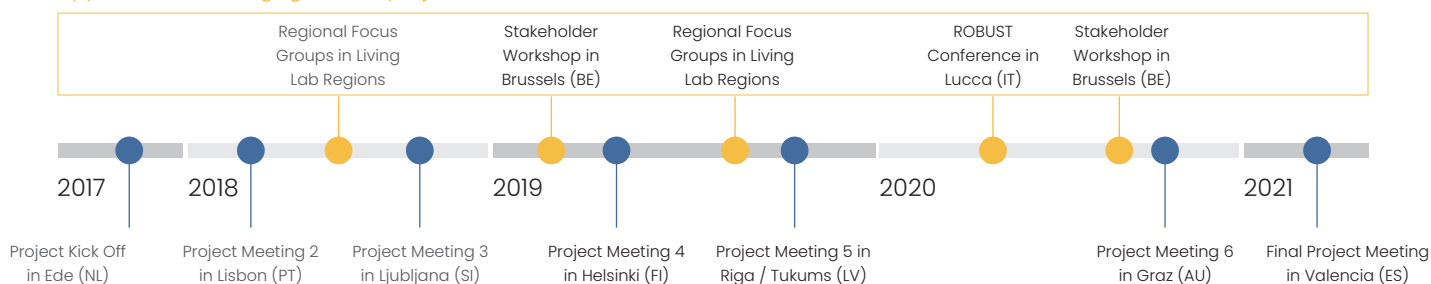 Regional Focus
Groups in Living
Lab Regions
Stakeholder
Workshop in
Brussels (BE)
Regional Focus
Groups in Living
Lab Regions
ROBUST
Conference in
Lucca (IT)
Stakeholder
Workshop in
Brussels (BE)
2017
2018
2019
2020
2021
Project Kick Off
in Ede (NL)
Project Meeting 2
in Lisbon (PT)
Project Meeting 3
in Ljubljana (SI)
Project Meeting 4
in Helsinki (FI)
Project Meeting 5 in
Riga / Tukums (LV)
Project Meeting 6
in Graz (AU)
Final Project Meeting
in Valencia (ES)